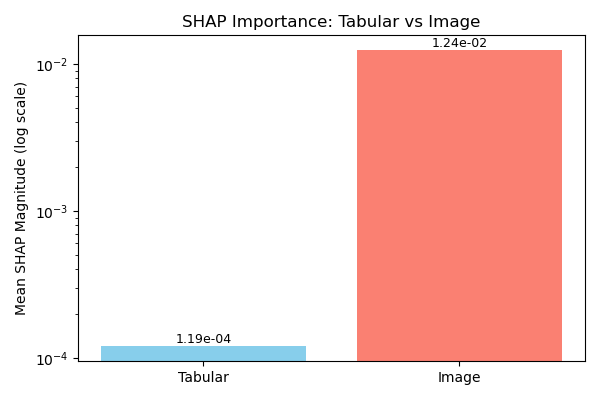 SHAP Importance: Tabular vs Image
Mean SHAP Magnitude (log scale)
10⁻²
10⁻³
10⁻⁴
1.19e-04
1.24e-02
Tabular
Image